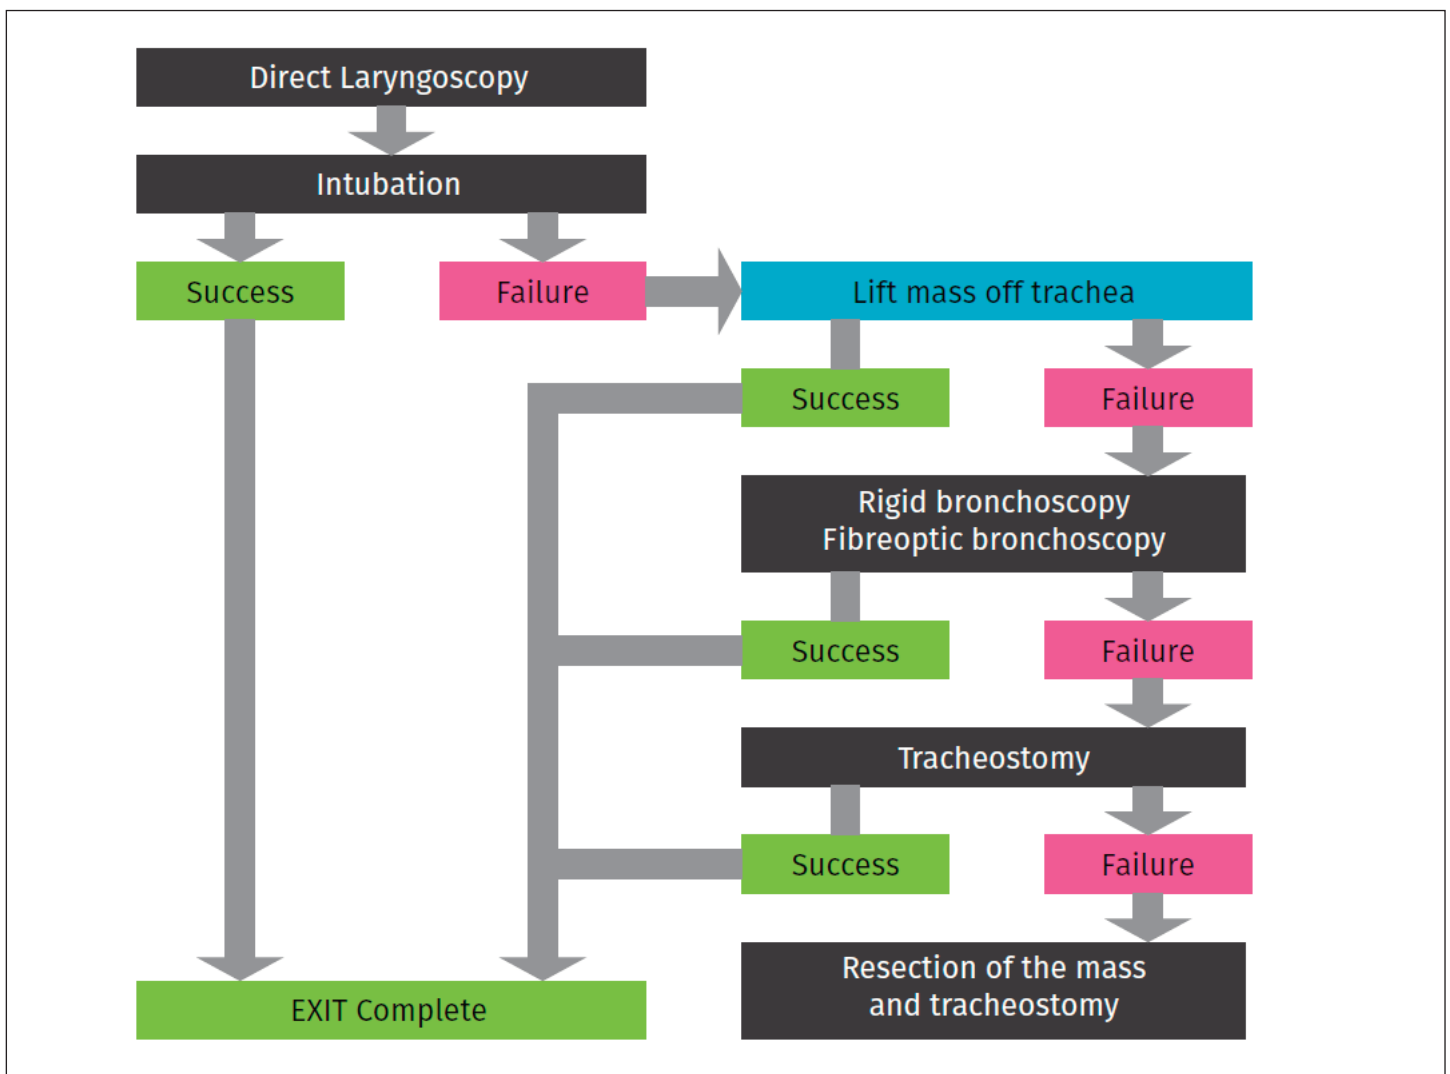 Direct Laryngoscopy
Intubation
Success
Failure
Lift mass off trachea
Success
Failure
Rigid bronchoscopy
Fibreoptic bronchoscopy
Success
Failure
Tracheostomy
Success
Failure
Resection of the mass
and tracheostomy
EXIT Complete